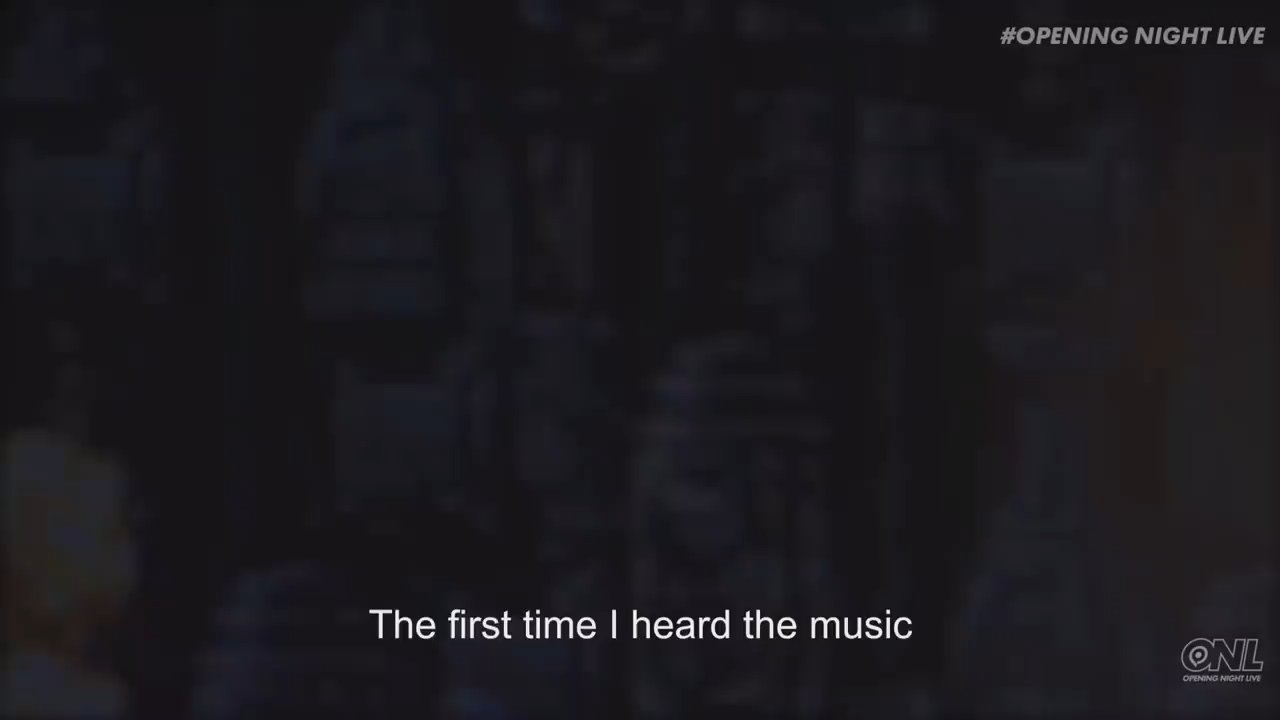 #OPENING NIGHT LIVE
The first time I heard the music
ONL
OPENING NIGHT LIVE